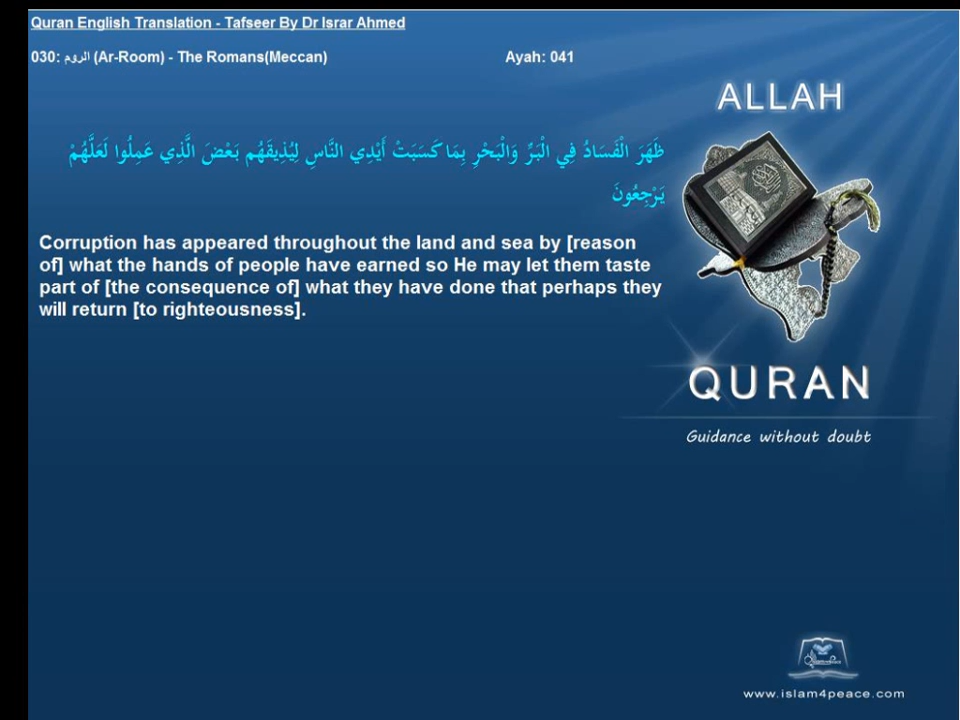 Quran English Translation - Tafseer By Dr Israr Ahmed
030: الروم (Ar-Room) - The Romans(Meccan) Ayah: 041
ALLAH
ظَهَرَ الْفَسَادُ فِي الْبَرِّ وَالْبَحْرِ بِمَا كَسَبَتْ أَيْدِي النَّاسِ لِيُذِيقَهُم بَعْضَ الَّذِي عَمِلُوا لَعَلَّهُمْ
يَرْجِعُونَ
Corruption has appeared throughout the land and sea by [reason
of] what the hands of people have earned so He may let them taste
part of [the consequence of] what they have done that perhaps they
will return [to righteousness].
QURAN
Guidance without doubt
www.islam4peace.com